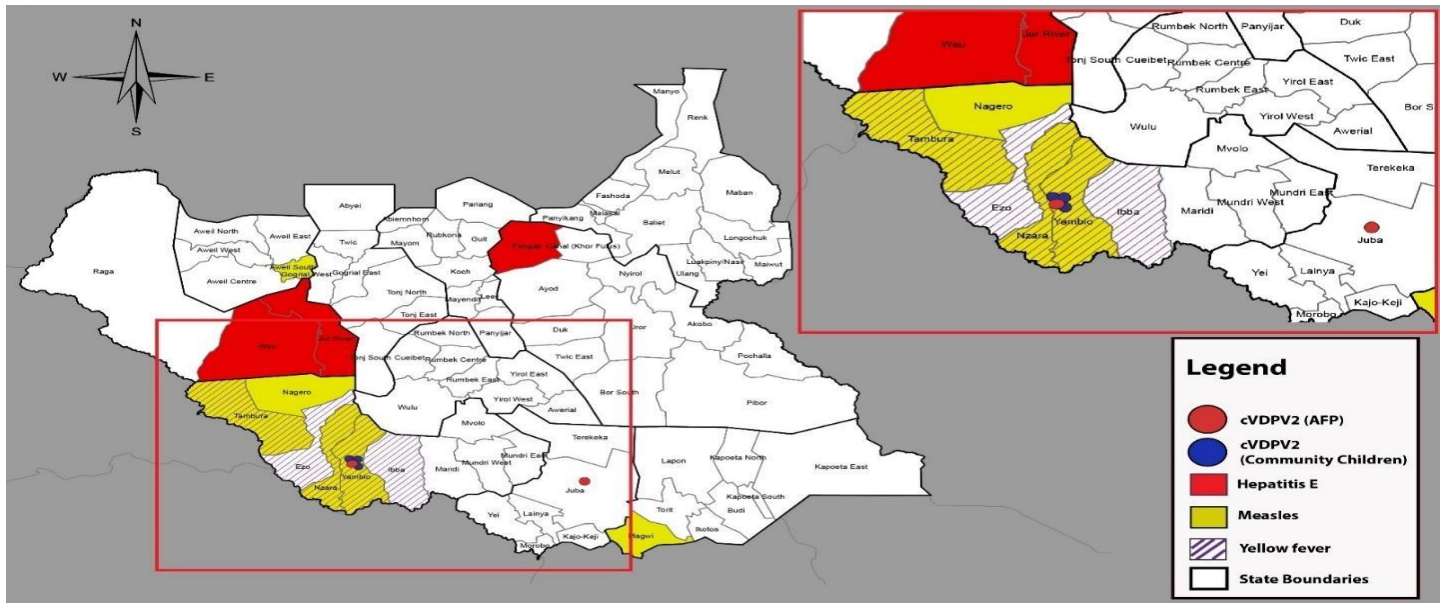 N
W
E
S
Manyo
Renk
Melut
Fashoda
Maban
Malakal
Abyei
Pariang
Panyikang
Baliet
Abiemnhom
Rubkona
Guit
Aweil North
Aweil East
Twic
Mayom
Fangak
Canal (Khor Fulus)
Longochuk
Aweil West
Luakpiny/Nasir
Maiwut
Raga
Aweil South
Gogrial West
Gogrial East
Koch
Nyirol
Ulang
Aweil Centre
Tonj North
Mayendit
Leer
Ayod
Tonj East
Akobo
Wau
Jur River
Rumbek North
Panyijar
Duk
Uror
Tonj South
Cueibet
Rumbek Centre
Twic East
Pochalla
Nagero
Rumbek East
Yirol East
Bor South
Pibor
Tambura
Wulu
Yirol West
Awerial
Mvolo
Terekeka
Ezo
Yambio
Ibba
Maridi
Mundri West
Mundri East
Lapon
Kapoeta North
Kapoeta East
Nzara
Juba
Kapoeta South
Yei
Lainya
Torit
Budi
Morobo
Kajo-Keji
Magwi
Ikotos
Wau
Jur River
Rumbek North
Panyijar
Duk
Tonj South
Cueibet
Rumbek Centre
Twic East
Nagero
Rumbek East
Yirol East
Bor S
Tambura
Wulu
Yirol West
Awerial
Mvolo
Terekeka
Ezo
Ibba
Maridi
Mundri East
Mundri West
Yambio
Nzara
Juba
Yei
Lainya
Kajo-Keji
Morobo
Legend
cVDPV2 (AFP)
cVDPV2
(Community Children)
Hepatitis E
Measles
Yellow fever
State Boundaries